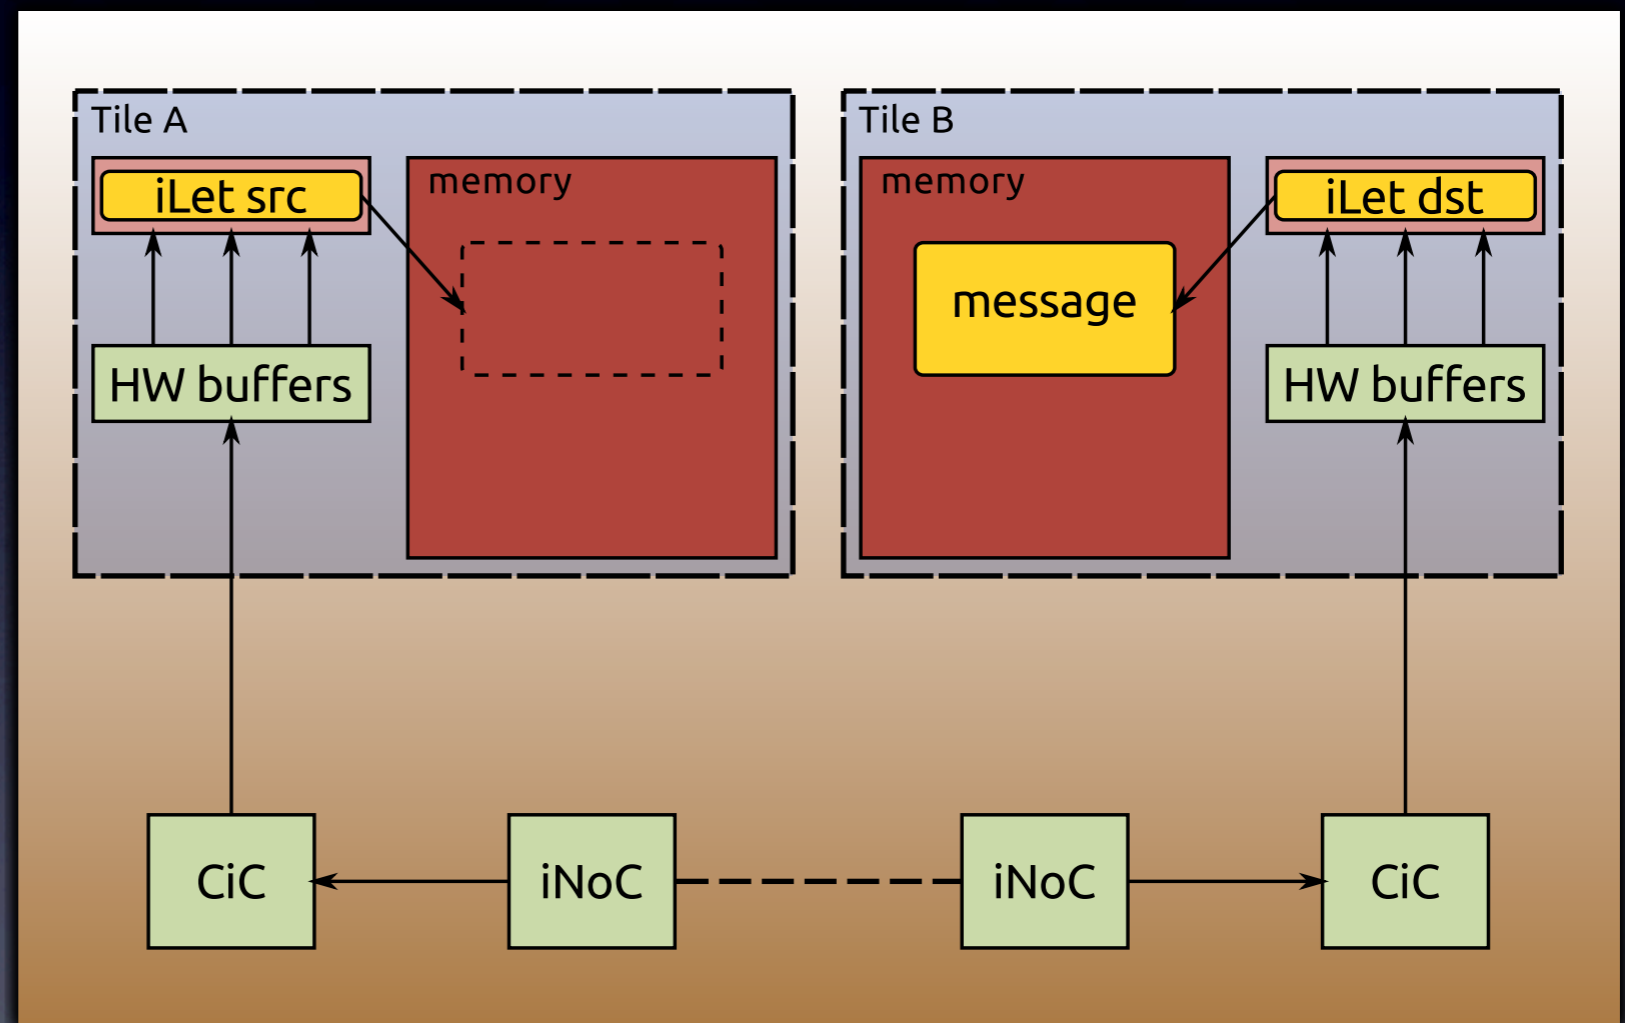 Tile A
iLet src
memory
HW buffers
Tile B
memory
iLet dst
message
HW buffers
CiC
iNoC
iNoC
CiC